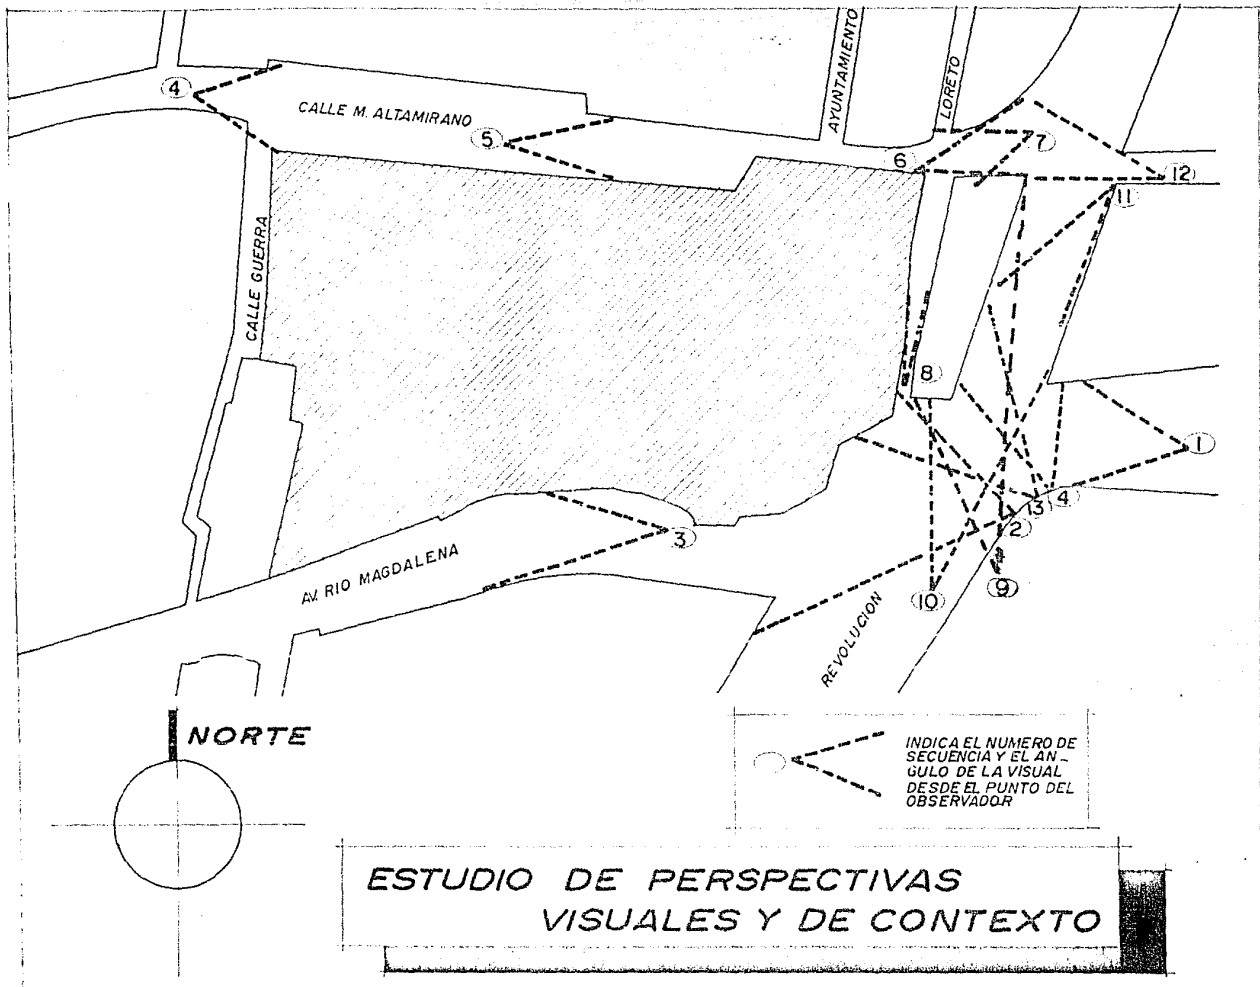 4
CALLE M. ALTAMIRANO
5
AYUNTAMIENTO
LORETO
6
7
12
11
CALLE GUERRA
8
1
4
13
2
3
AV. RIO MAGDALENA
10
9
REVOLUCION
NORTE
INDICA EL NUMERO DE
SECUENCIA Y EL AN_
GULO DE LA VISUAL
DESDE EL PUNTO DEL
OBSERVADOR
ESTUDIO DE PERSPECTIVAS
VISUALES Y DE CONTEXTO